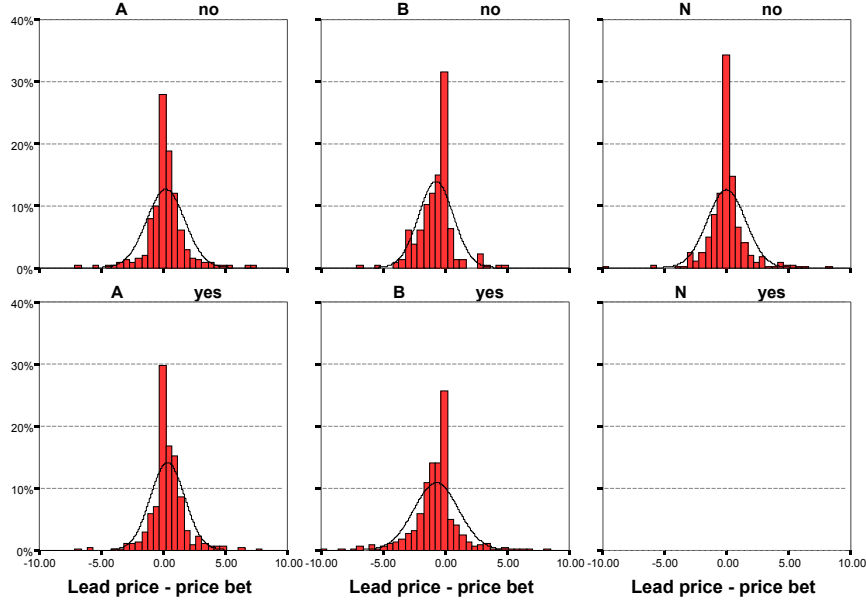 A no B no N no
40%
30%
20%
10%
0%
A yes B yes N yes
40%
30%
20%
10%
0%
-10.00 -5.00 0.00 5.00 10.00 -10.00 -5.00 0.00 5.00 10.00 -10.00 -5.00 0.00 5.00 10.00
Lead price - price bet Lead price - price bet Lead price - price bet